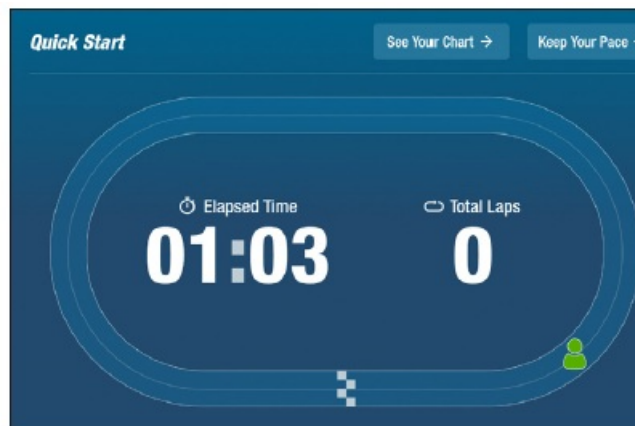 Quick Start
See Your Chart →
Keep Your Pace
Elapsed Time
Total Laps
01:03
0